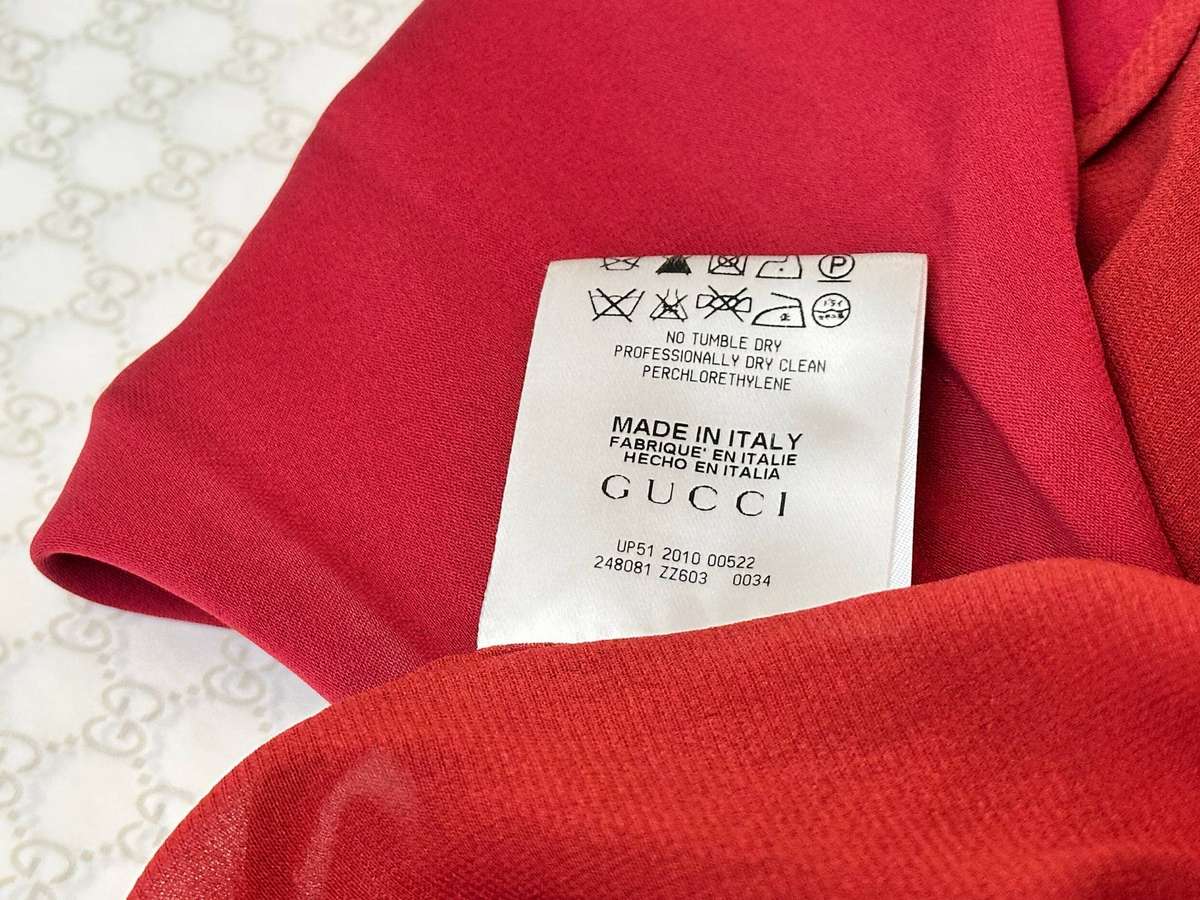 P
NO TUMBLE DRY
PROFESSIONALLY DRY CLEAN
PERCHLORETHYLENE
MADE IN ITALY
FABRIQUE' EN ITALIE
HECHO EN ITALIA
GUCCI
UP51 2010 00522
248081 ZZ603 0034